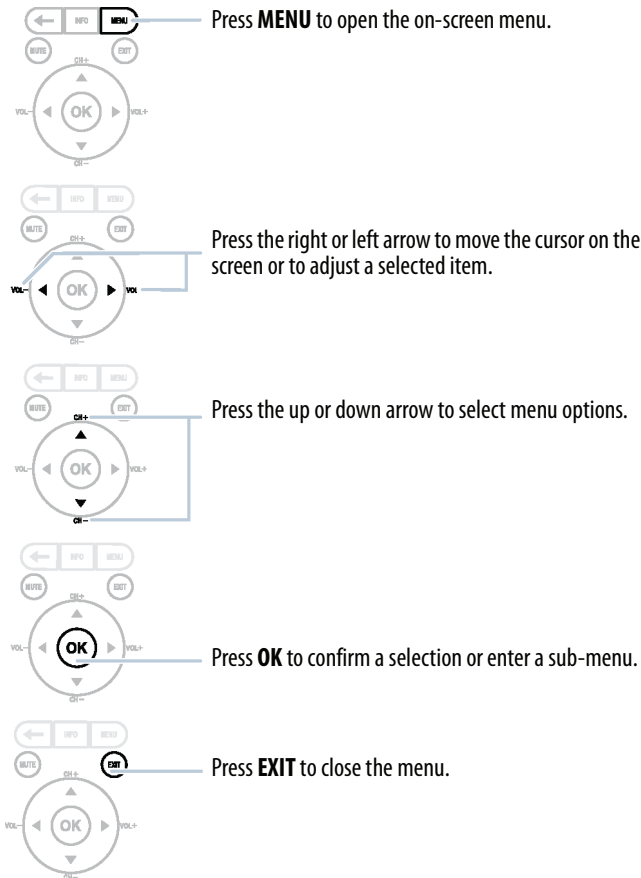 INFO MENU
Press MENU to open the on-screen menu.
MUTE EXIT
CH+
VOL- OK VOL+
CH-
INFO MENU
MUTE EXIT
CH+
Press the right or left arrow to move the cursor on the
screen or to adjust a selected item.
VOL- OK VOL
CH-
INFO MENU
MUTE EXIT
CH+
Press the up or down arrow to select menu options.
VOL- OK VOL+
CH-
INFO MENU
MUTE EXIT
CH+
VOL- OK VOL+
Press OK to confirm a selection or enter a sub-menu.
CH-
INFO MENU
MUTE EXIT
Press EXIT to close the menu.
CH+
VOL- OK VOL+
CH-